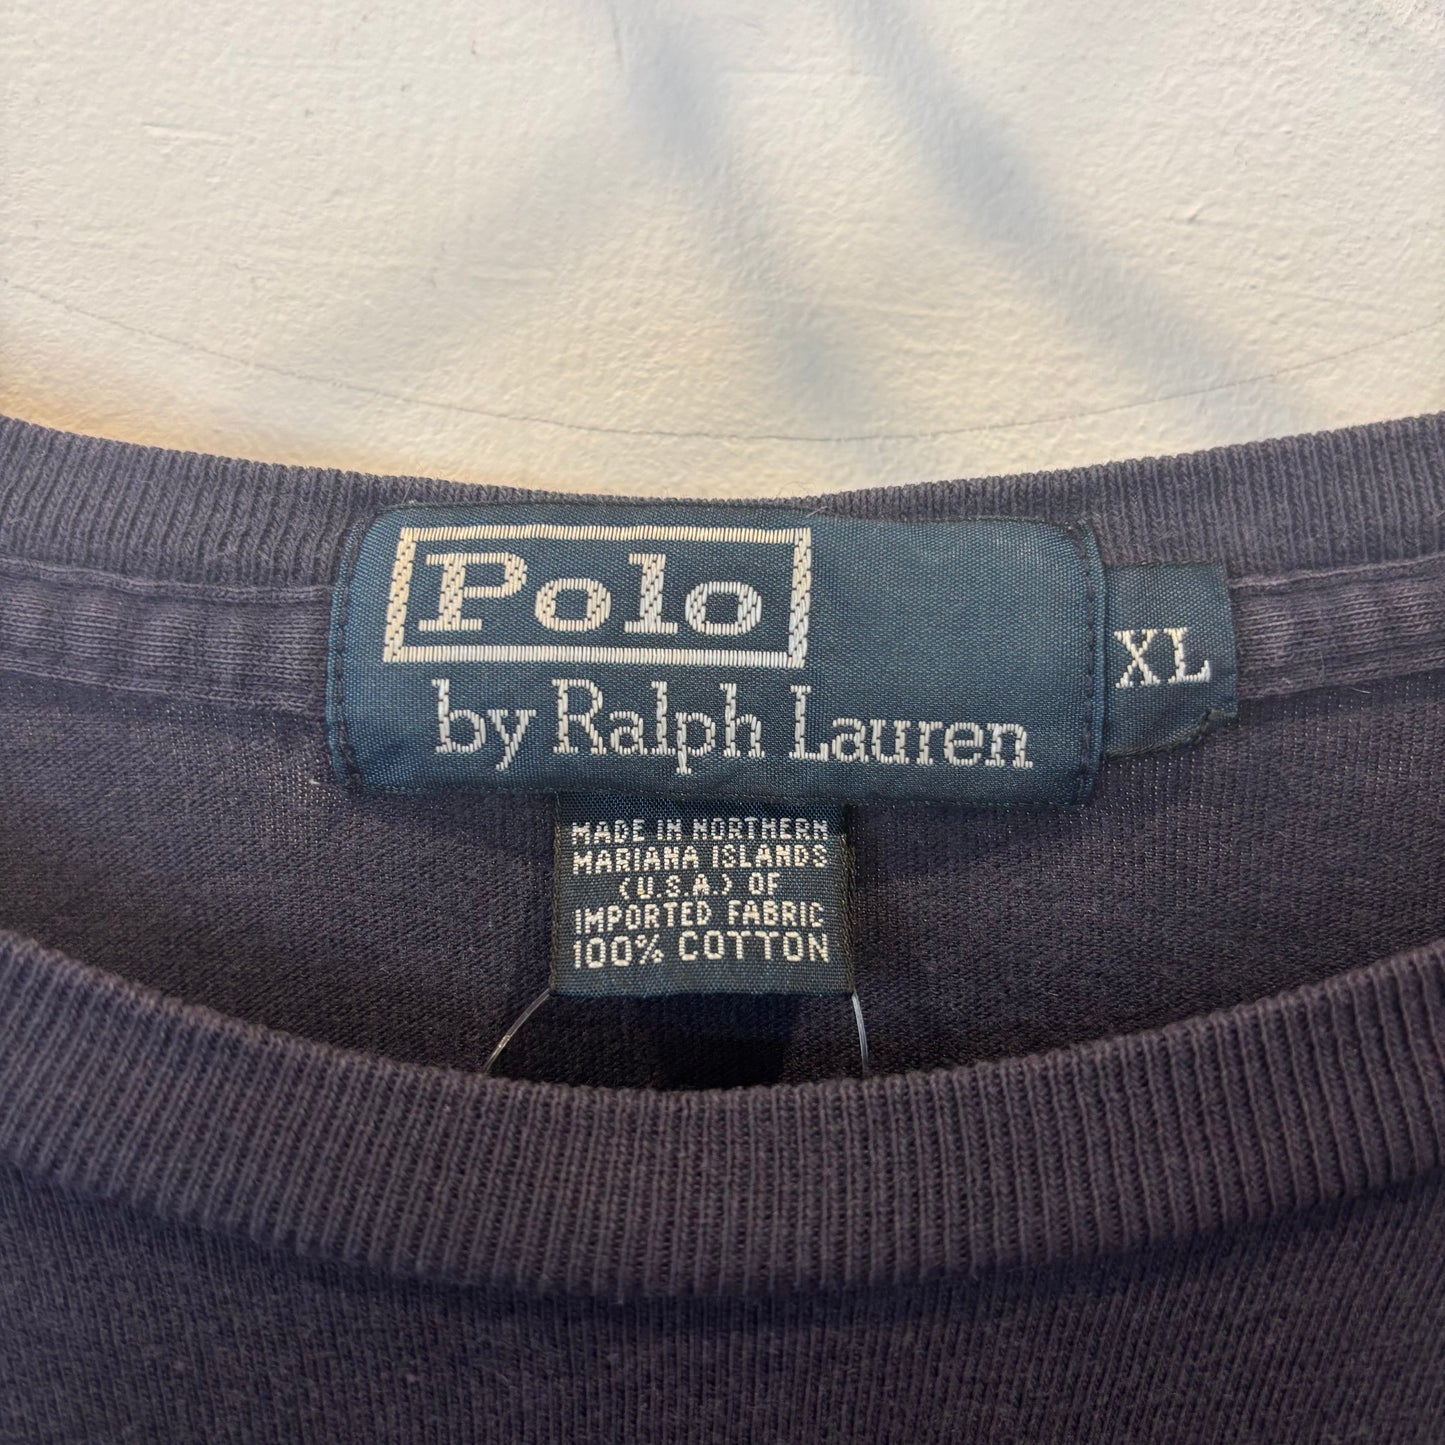 Polo
by Ralph Lauren
XL
MADE IN NORTHERN
MARIANA ISLANDS
(U.S.A.) OF
IMPORTED FABRIC
100% COTTON